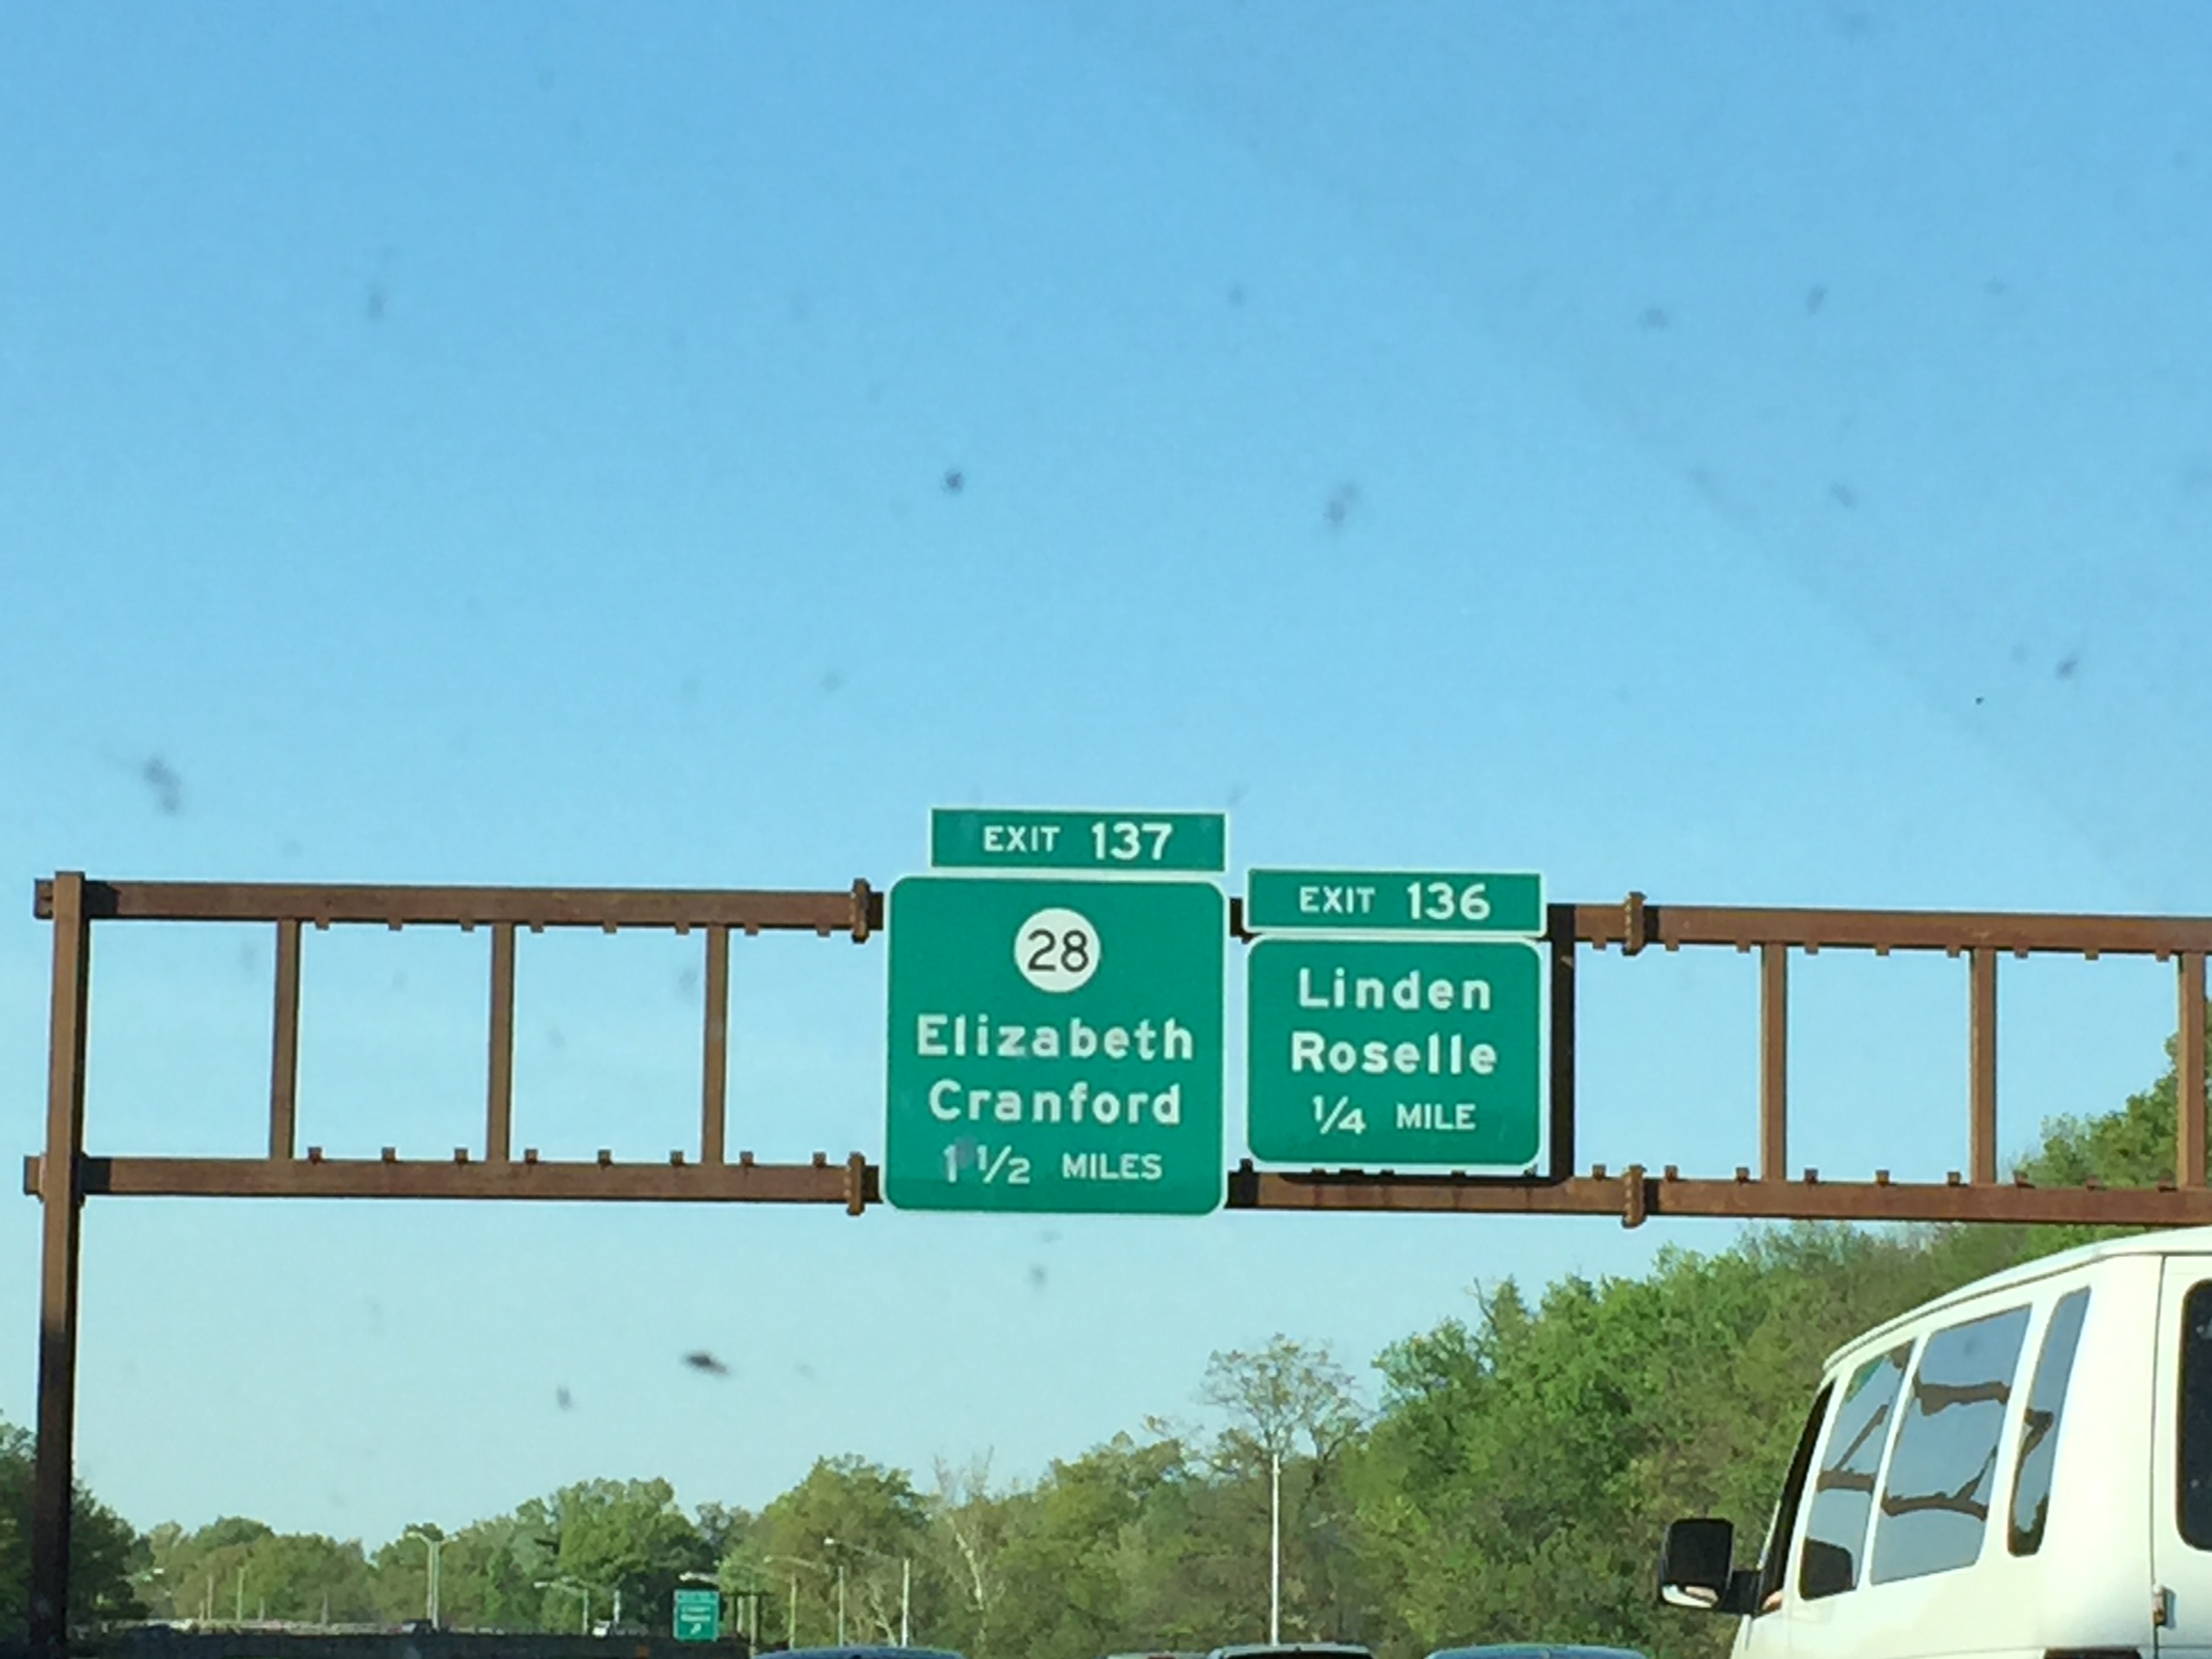 EXIT 137
28
Elizabeth
Cranford
1 1/2 MILES
EXIT 136
Linden
Roselle
1/4 MILE